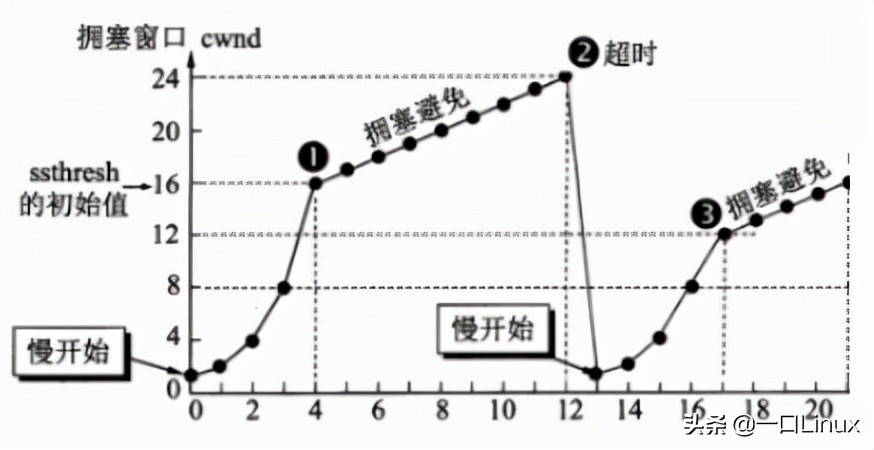 拥塞窗口 cwnd
❷超时
24
拥塞避免
20
❶
ssthresh
的初始值
16
❸
拥塞避免
12
8
慢开始
慢开始
4
0
0 2 4 6 8 10 12 14 16 18 20
头条 @一口Linux